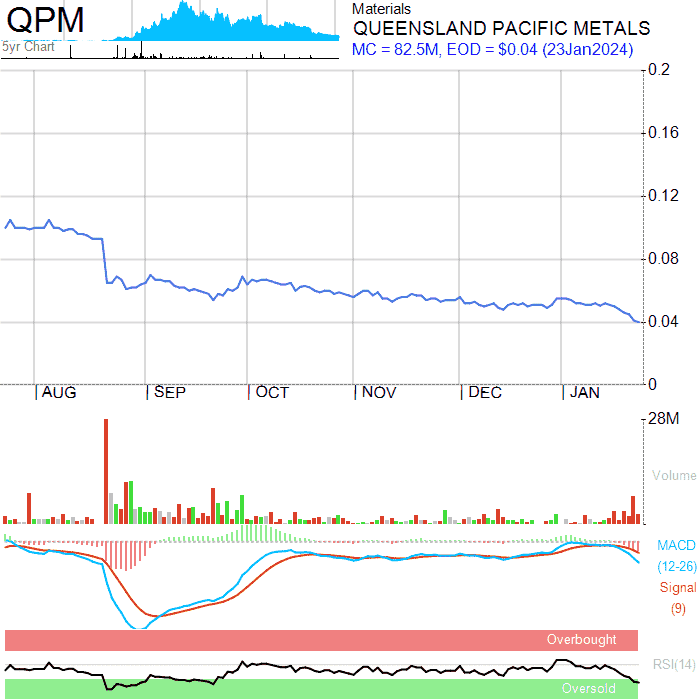 QPM
5yr Chart
Materials
QUEENSLAND PACIFIC METALS
MC = 82.5M, EOD = $0.04 (23Jan2024)
0.2
0.16
0.12
0.08
0.04
0
AUG SEP OCT NOV DEC JAN
28M
Volume
MACD
(12-26)
Signal
(9)
Overbought
RSI(14)
Oversold